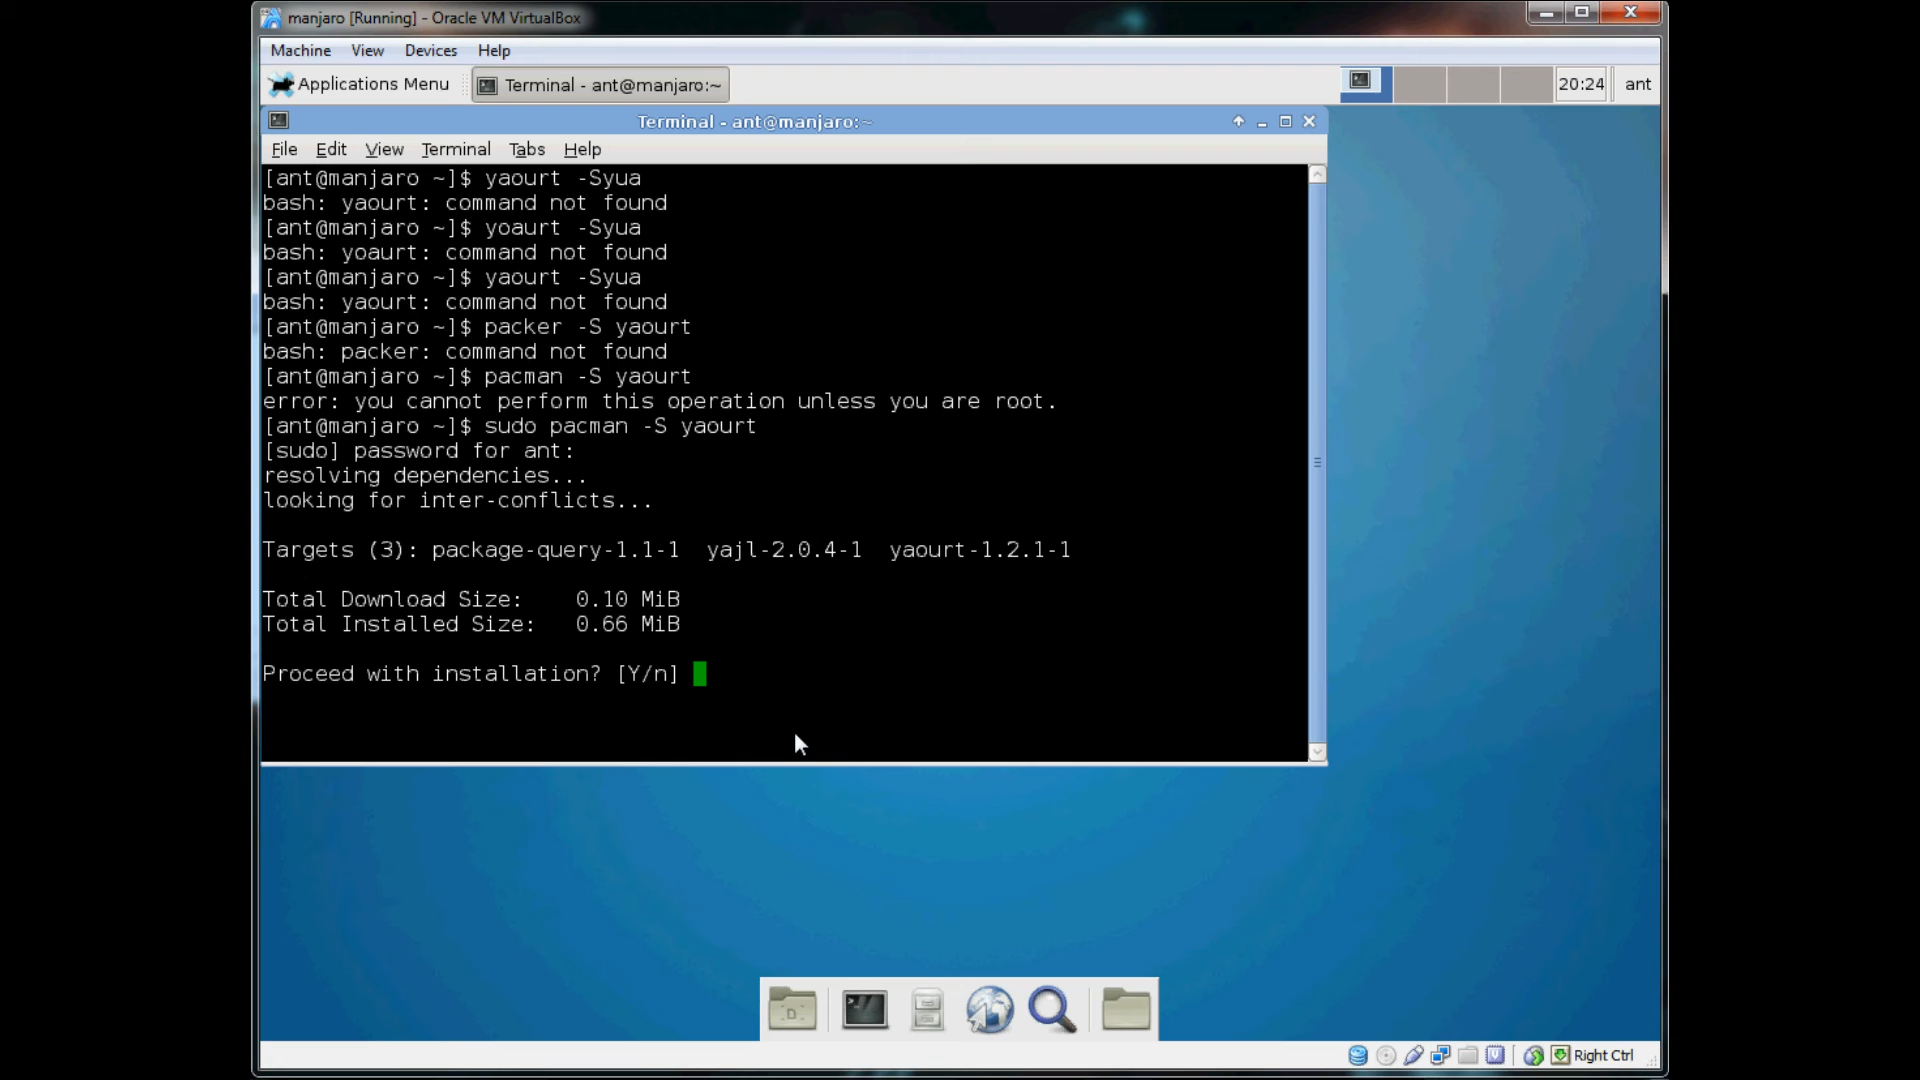 manjaro [Running] - Oracle VM VirtualBox
Machine View Devices Help
Applications Menu Terminal - ant@manjaro:~ 20:24 ant
Terminal - ant@manjaro:~
File Edit View Terminal Tabs Help
[ant@manjaro ~]$ yaourt -Syua
bash: yaourt: command not found
[ant@manjaro ~]$ yoaurt -Syua
bash: yoaurt: command not found
[ant@manjaro ~]$ yaourt -Syua
bash: yaourt: command not found
[ant@manjaro ~]$ packer -S yaourt
bash: packer: command not found
[ant@manjaro ~]$ pacman -S yaourt
error: you cannot perform this operation unless you are root.
[ant@manjaro ~]$ sudo pacman -S yaourt
[sudo] password for ant:
resolving dependencies...
looking for inter-conflicts...
Targets (3): package-query-1.1-1 yajl-2.0.4-1 yaourt-1.2.1-1
Total Download Size: 0.10 MiB
Total Installed Size: 0.66 MiB
Proceed with installation? [Y/n]
Right Ctrl